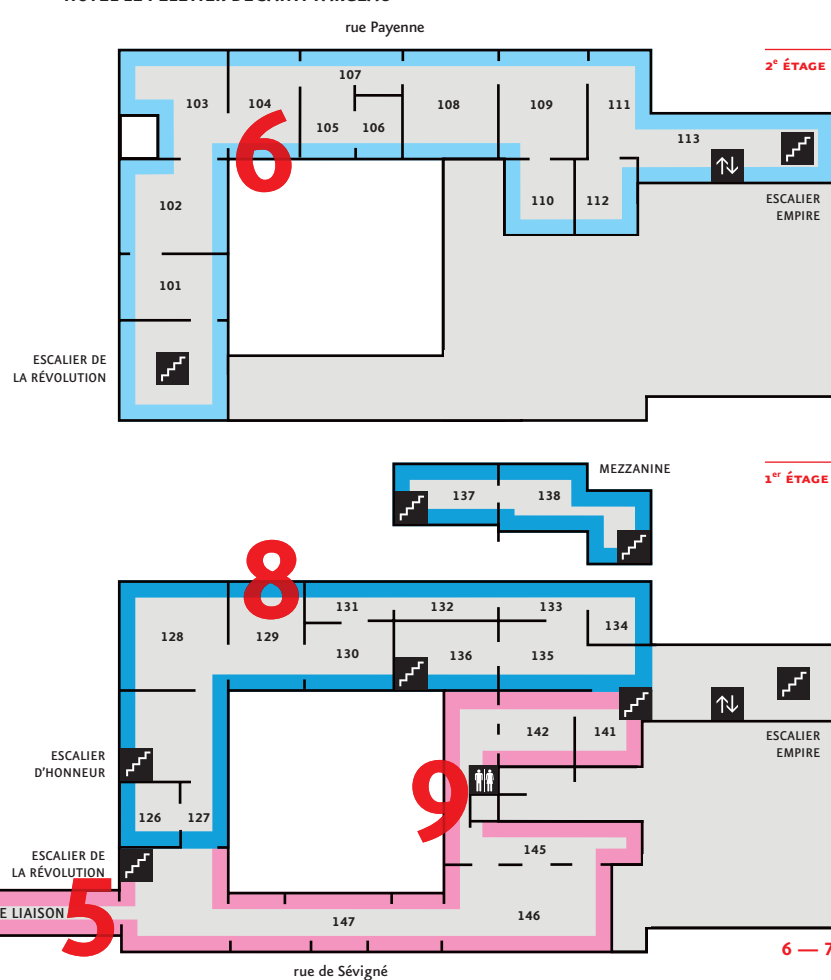 rue Payenne
2e ÉTAGE
107
103
104
108
109
111
105
106
113
6
102
110
112
ESCALIER
EMPIRE
101
ESCALIER DE
LA RÉVOLUTION
MEZZANINE
1er ÉTAGE
137
138
8
131
132
133
134
128
129
130
136
135
142
141
ESCALIER
EMPIRE
ESCALIER
D'HONNEUR
9
126
127
145
ESCALIER DE
LA RÉVOLUTION
5
E LIAISON
147
146
6 — 7
rue de Sévigné